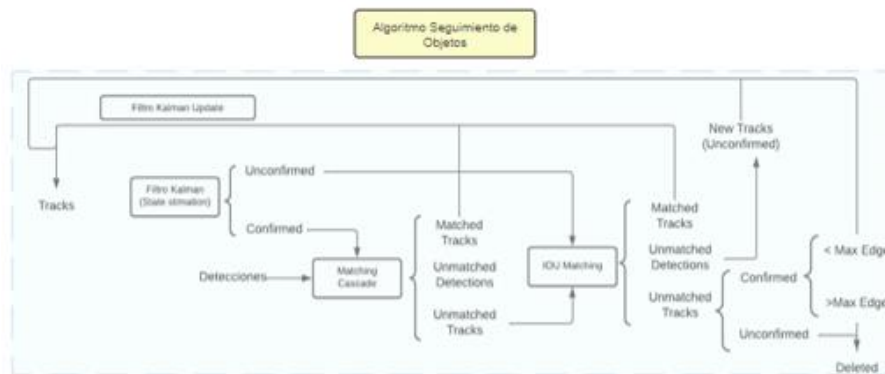 Algoritmo Seguimiento de
Objetos
Filtro Kalman Update
New Tracks
(Unconfirmed)
Unconfirmed
Filtro Kalman
(State stimation)
Tracks
Confirmed
Matched
Tracks
Matched
Tracks
Detecciones
Matching
Cascade
Unmatched
Detections
IOU Matching
Unmatched
Detections
Unmatched
Tracks
Unmatched
Tracks
Confirmed
< Max Edge
>Max Edge
Unconfirmed
Deleted